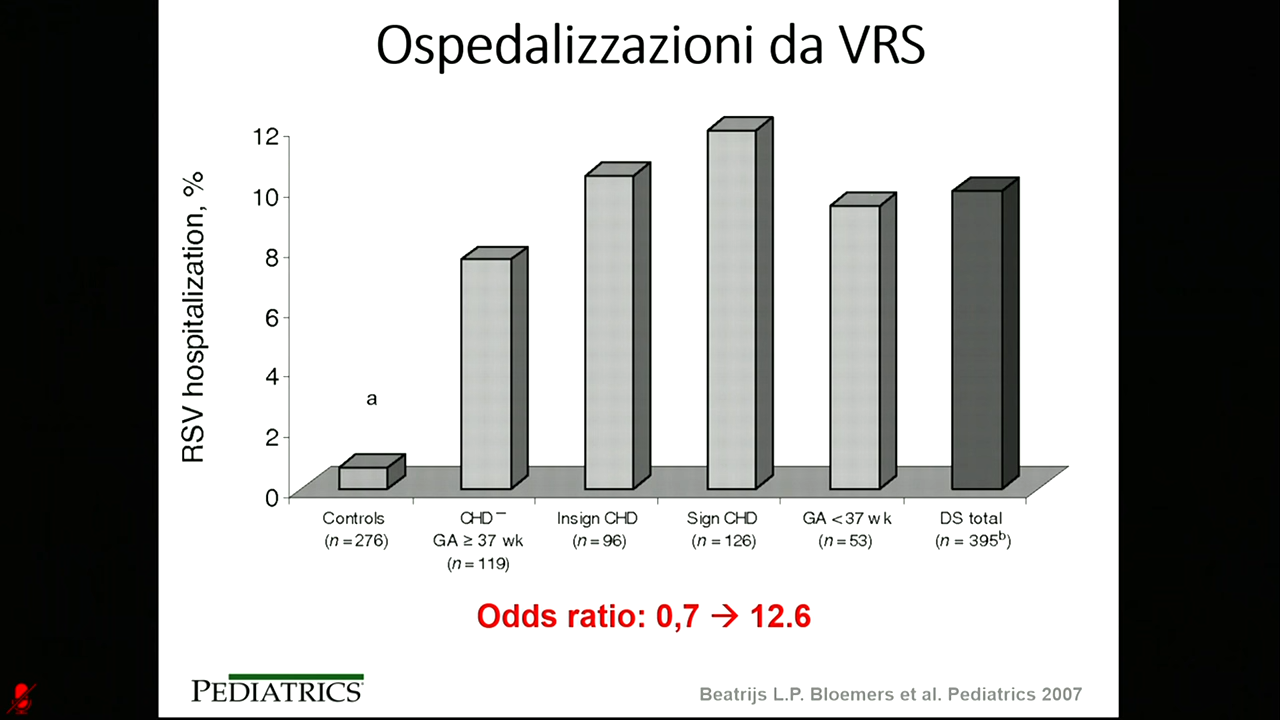 Ospedalizzazioni da VRS
RSV hospitalization, %
12
10
8
6
4
2
0
a
Controls
(n = 276)
CHD⁻
GA ≥ 37 wk
(n = 119)
Insign CHD
(n = 96)
Sign CHD
(n = 126)
GA < 37 wk
(n = 53)
DS total
(n = 395ᵇ)
Odds ratio: 0,7 → 12.6
PEDIATRICS
Beatrijs L.P. Bloemers et al. Pediatrics 2007